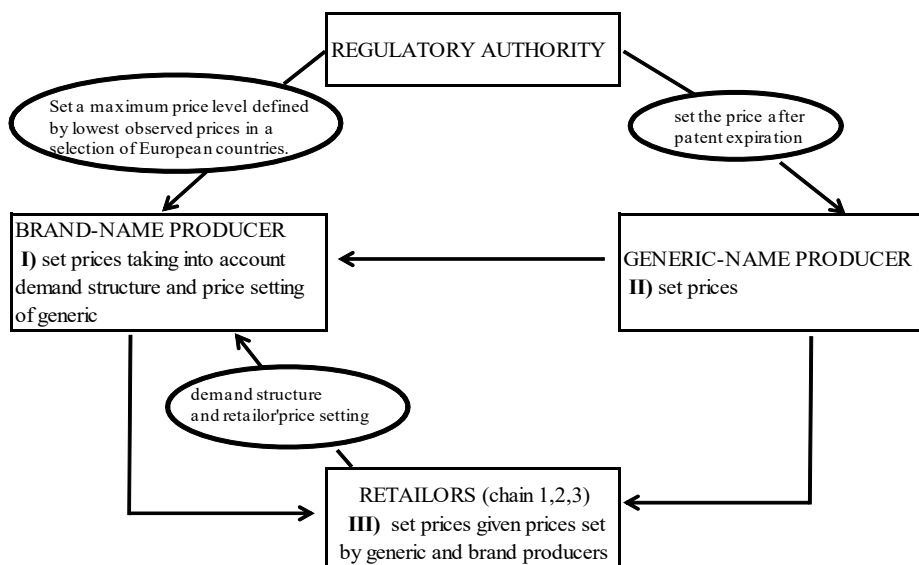 REGULATORY AUTHORITY
Set a maximum price level defined
by lowest observed prices in a
selection of European countries.
set the price after
patent expiration
BRAND-NAME PRODUCER
I) set prices taking into account
demand structure and price setting
of generic
GENERIC-NAME PRODUCER
II) set prices
demand structure
and retailor'price setting
RETAILORS (chain 1,2,3)
III) set prices given prices set
by generic and brand producers